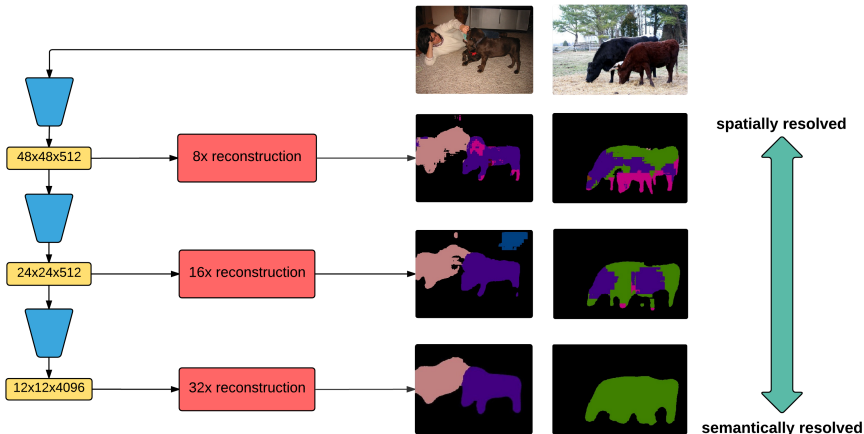 spatially resolved
48x48x512
8x reconstruction
24x24x512
16x reconstruction
12x12x4096
32x reconstruction
semantically resolved